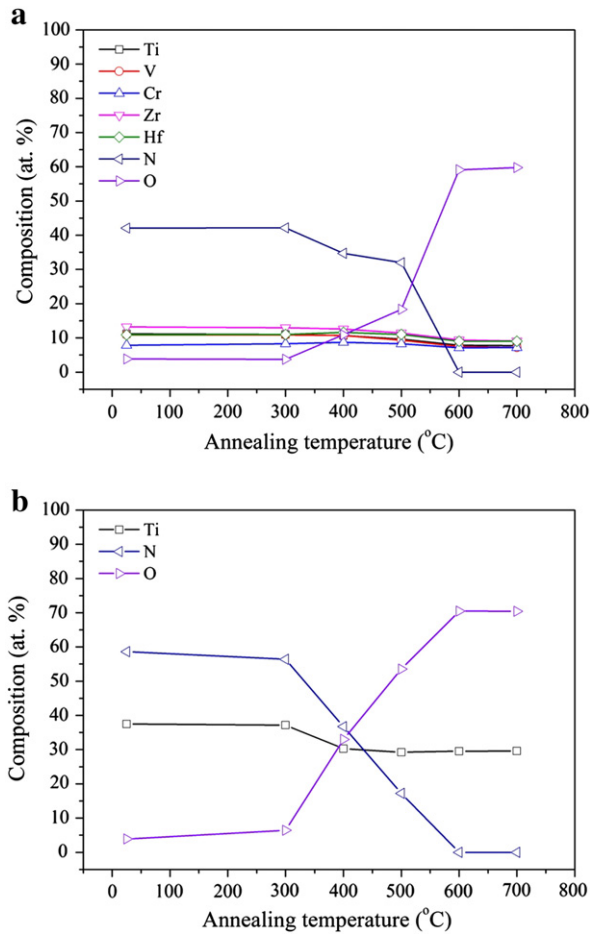 a
100
90
80
70
60
50
40
30
20
10
0
Composition (at. %)
Ti
V
Cr
Zr
Hf
N
O
0 100 200 300 400 500 600 700 800
Annealing temperature (°C)
b
100
90
80
70
60
50
40
30
20
10
0
Composition (at. %)
Ti
N
O
0 100 200 300 400 500 600 700 800
Annealing temperature (°C)